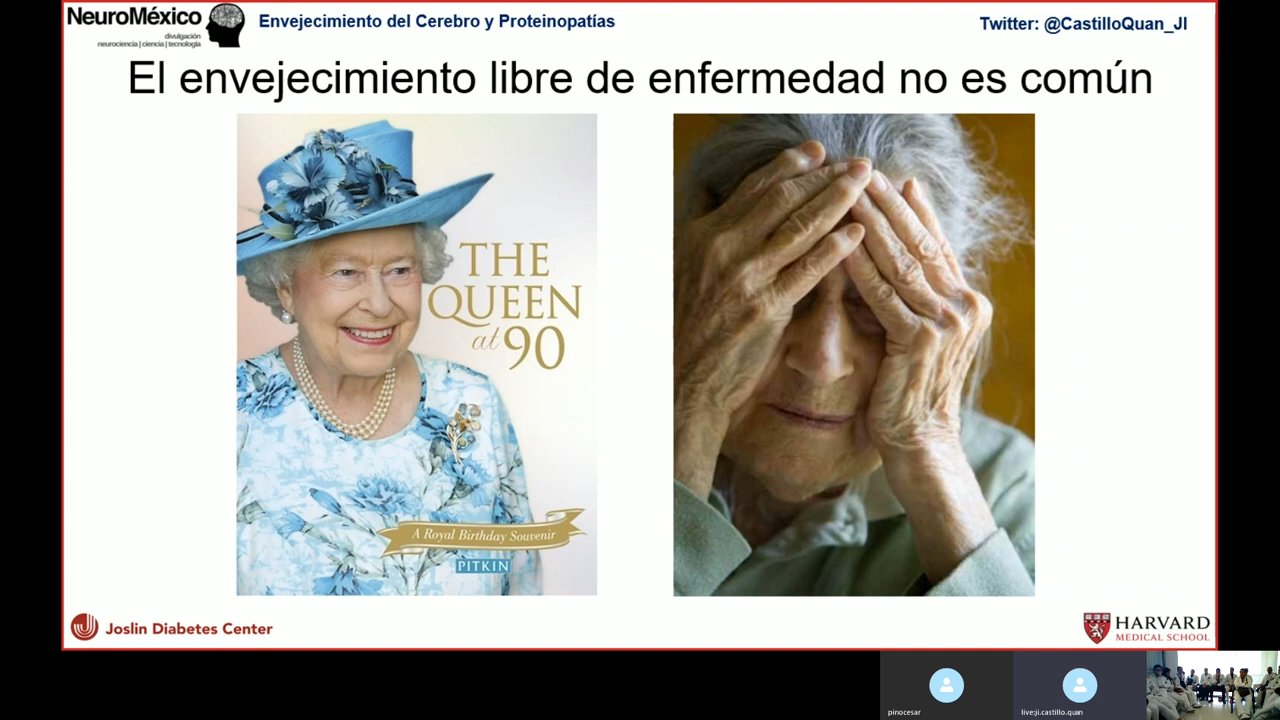 NeuroMéxico
divulgación
neurociencia | ciencia | tecnología
Envejecimiento del Cerebro y Proteinopatías
Twitter: @CastilloQuan_JI
El envejecimiento libre de enfermedad no es común
THE
QUEEN
at 90
A Royal Birthday Souvenir
PITKIN
Joslin Diabetes Center
HARVARD
MEDICAL SCHOOL
pinocesar
live:ji.castillo.quan